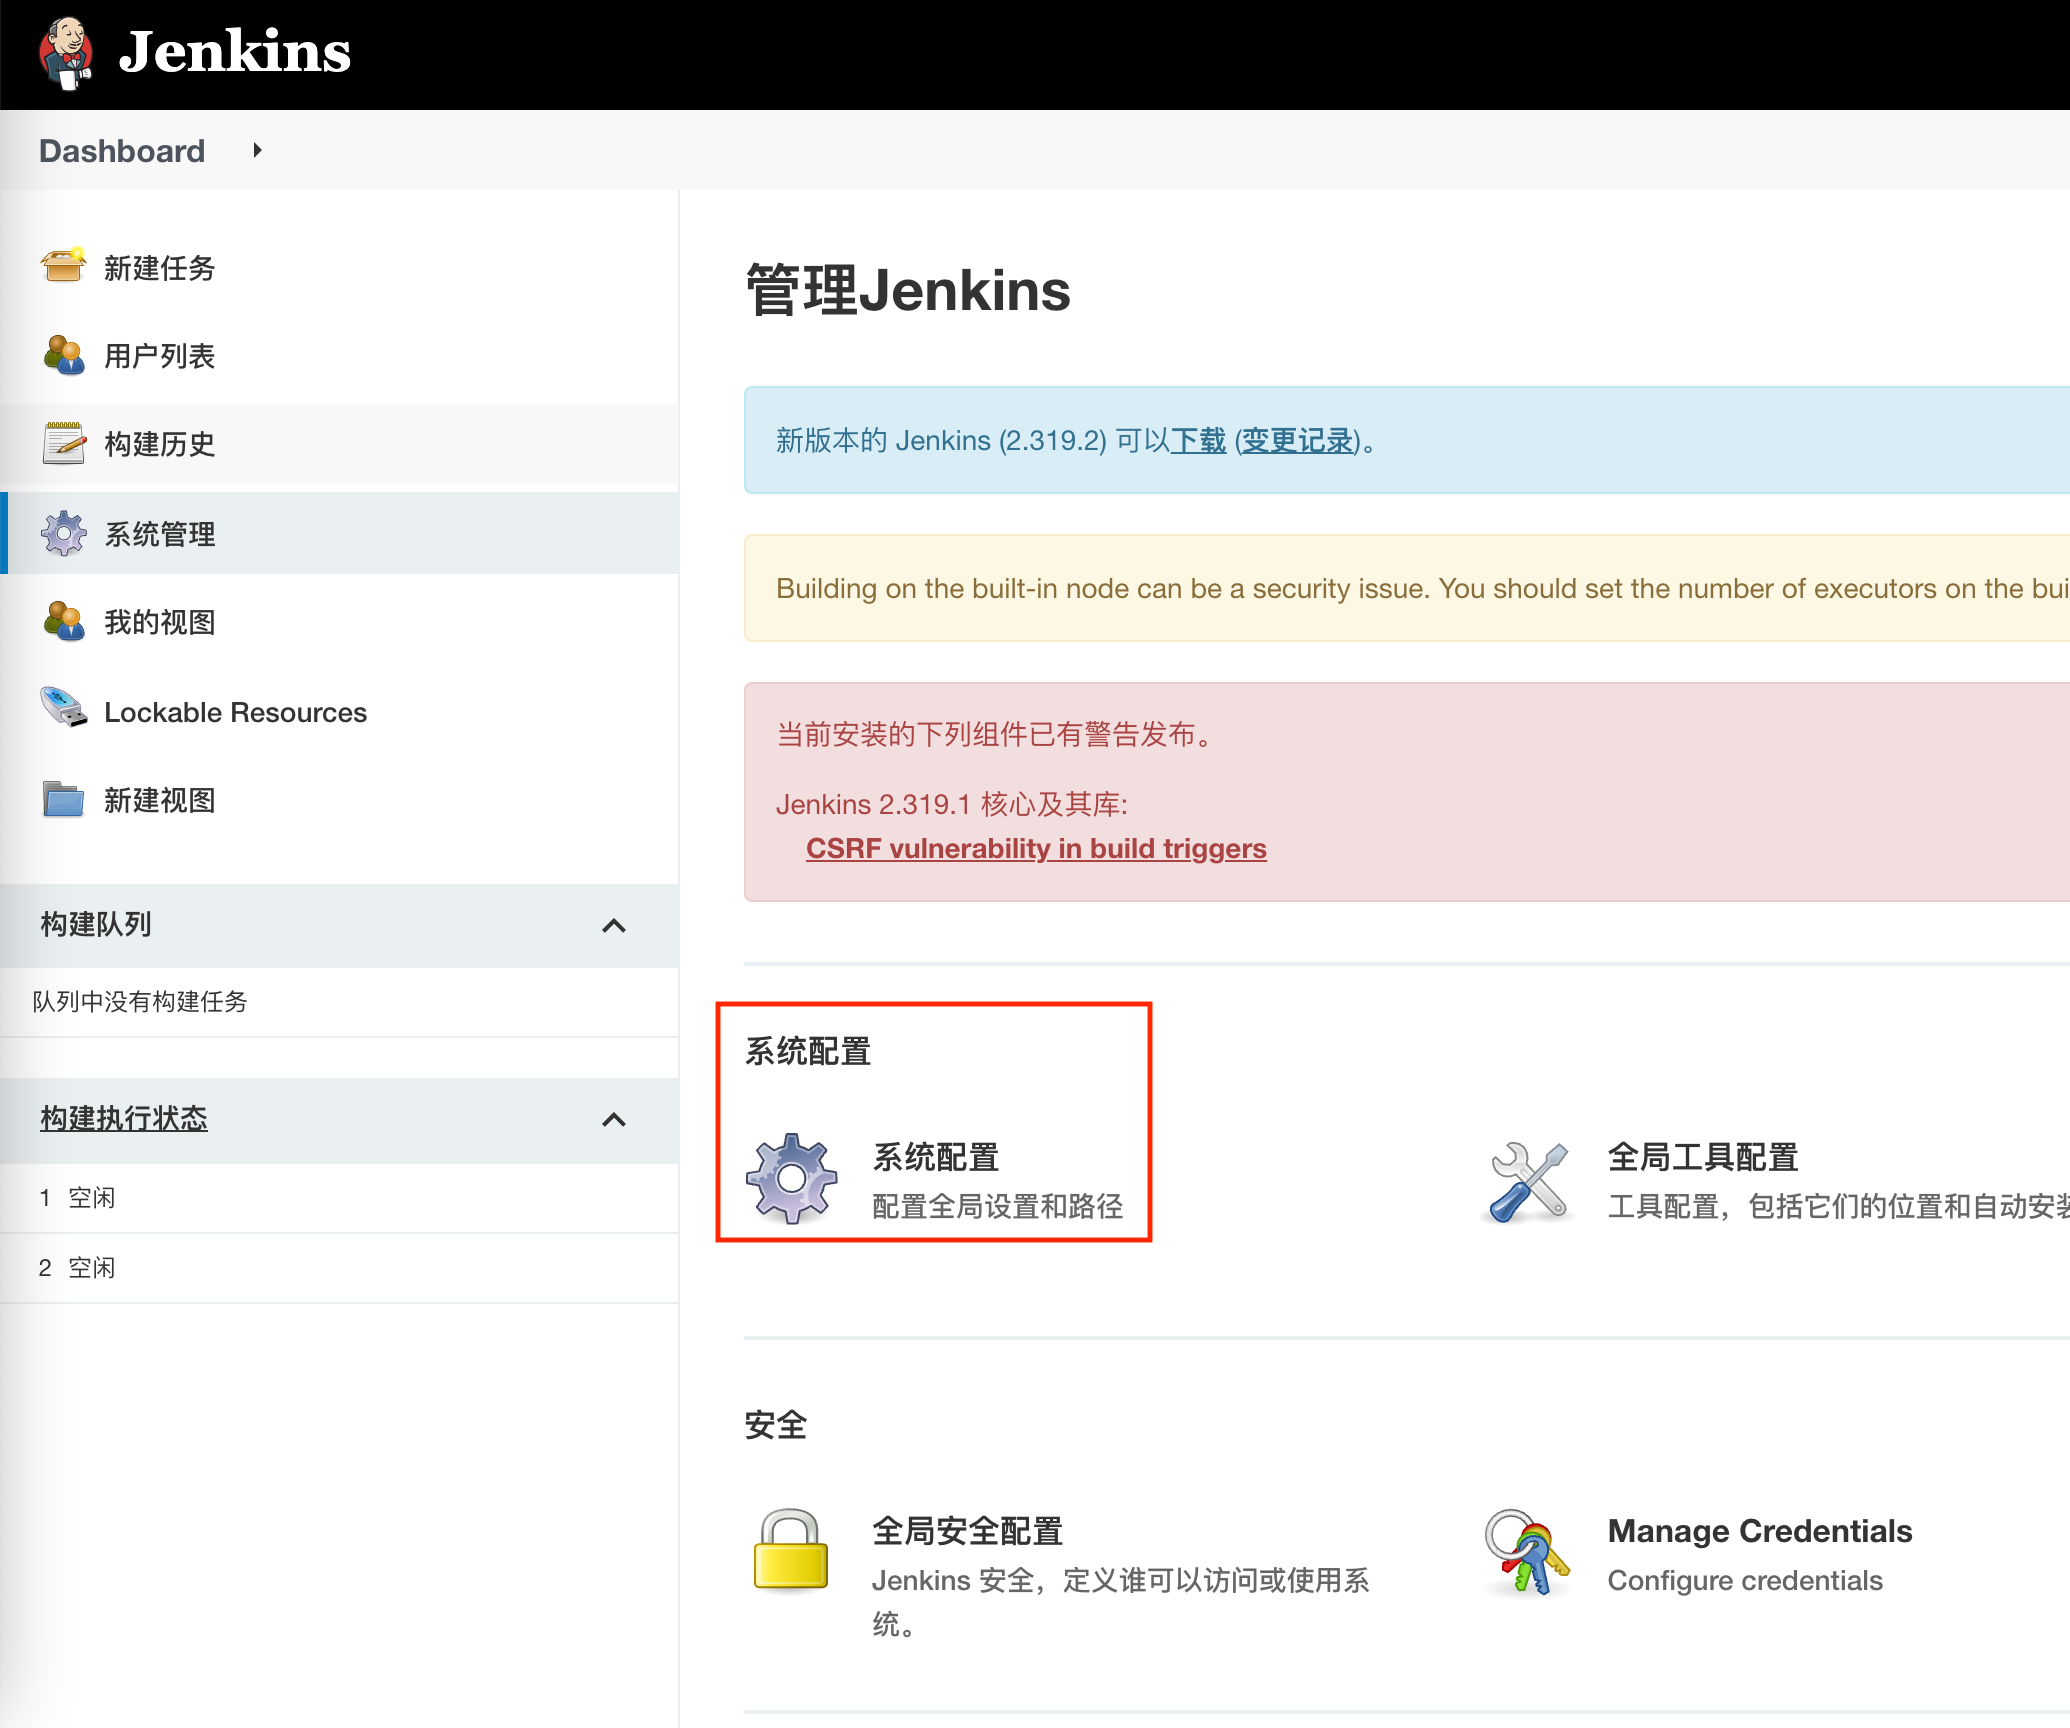 Jenkins
Dashboard
新建任务
用户列表
构建历史
系统管理
我的视图
Lockable Resources
新建视图
构建队列
队列中没有构建任务
构建执行状态
1 空闲
2 空闲
管理Jenkins
新版本的 Jenkins (2.319.2) 可以下载 (变更记录)。
Building on the built-in node can be a security issue. You should set the number of executors on the
当前安装的下列组件已有警告发布。
Jenkins 2.319.1 核心及其库:
CSRF vulnerability in build triggers
系统配置
系统配置
配置全局设置和路径
全局工具配置
工具配置，包括它们的位置和自动安装
安全
全局安全配置
Jenkins 安全，定义谁可以访问或使用系
统。
Manage Credentials
Configure credentials